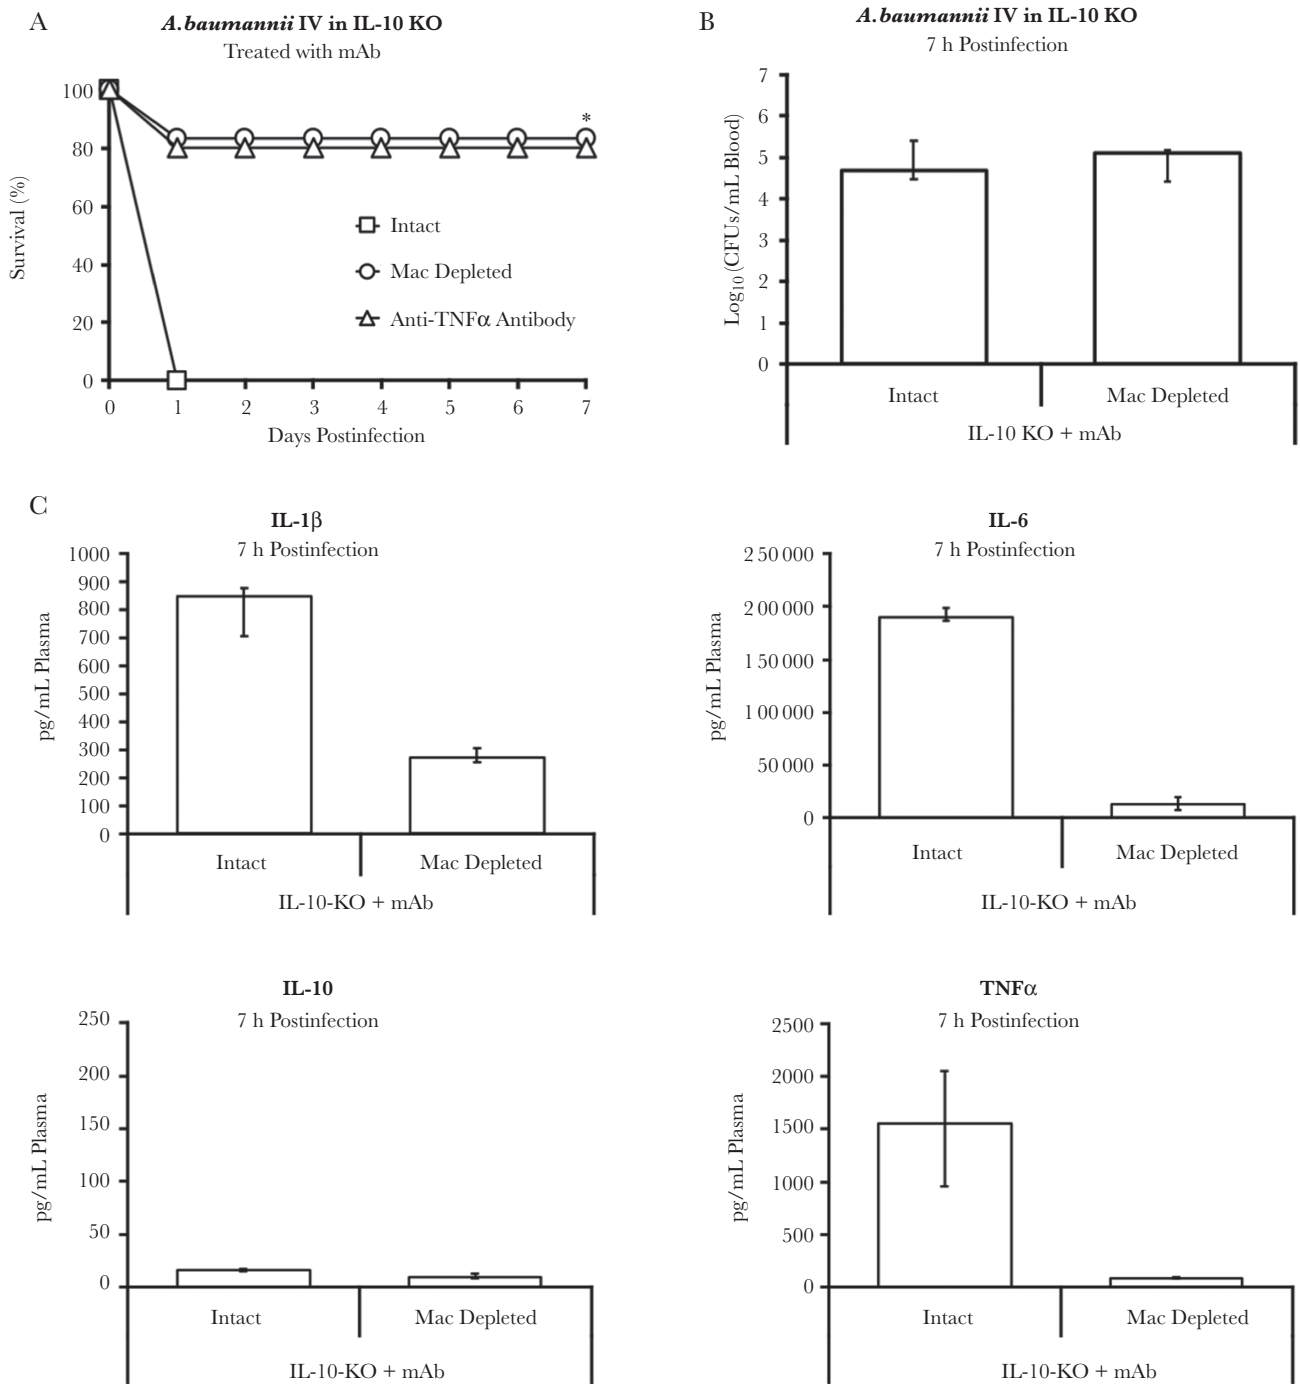 A
A.baumannii IV in IL-10 KO
Treated with mAb
Survival (%)
100
80
60
40
20
0
0 1 2 3 4 5 6 7
Days Postinfection
*
Intact
Mac Depleted
Anti-TNFα Antibody
B
A.baumannii IV in IL-10 KO
7 h Postinfection
Log10 (CFUs/mL Blood)
7
6
5
4
3
2
1
0
Intact Mac Depleted
IL-10 KO + mAb
C
IL-1β
7 h Postinfection
pg/mL Plasma
1000
900
800
700
600
500
400
300
200
100
0
Intact Mac Depleted
IL-10-KO + mAb
IL-6
7 h Postinfection
pg/mL Plasma
250 000
200 000
150 000
100 000
50 000
0
Intact Mac Depleted
IL-10-KO + mAb
IL-10
7 h Postinfection
pg/mL Plasma
250
200
150
100
50
0
Intact Mac Depleted
IL-10-KO + mAb
TNFα
7 h Postinfection
pg/mL Plasma
2500
2000
1500
1000
500
0
Intact Mac Depleted
IL-10-KO + mAb